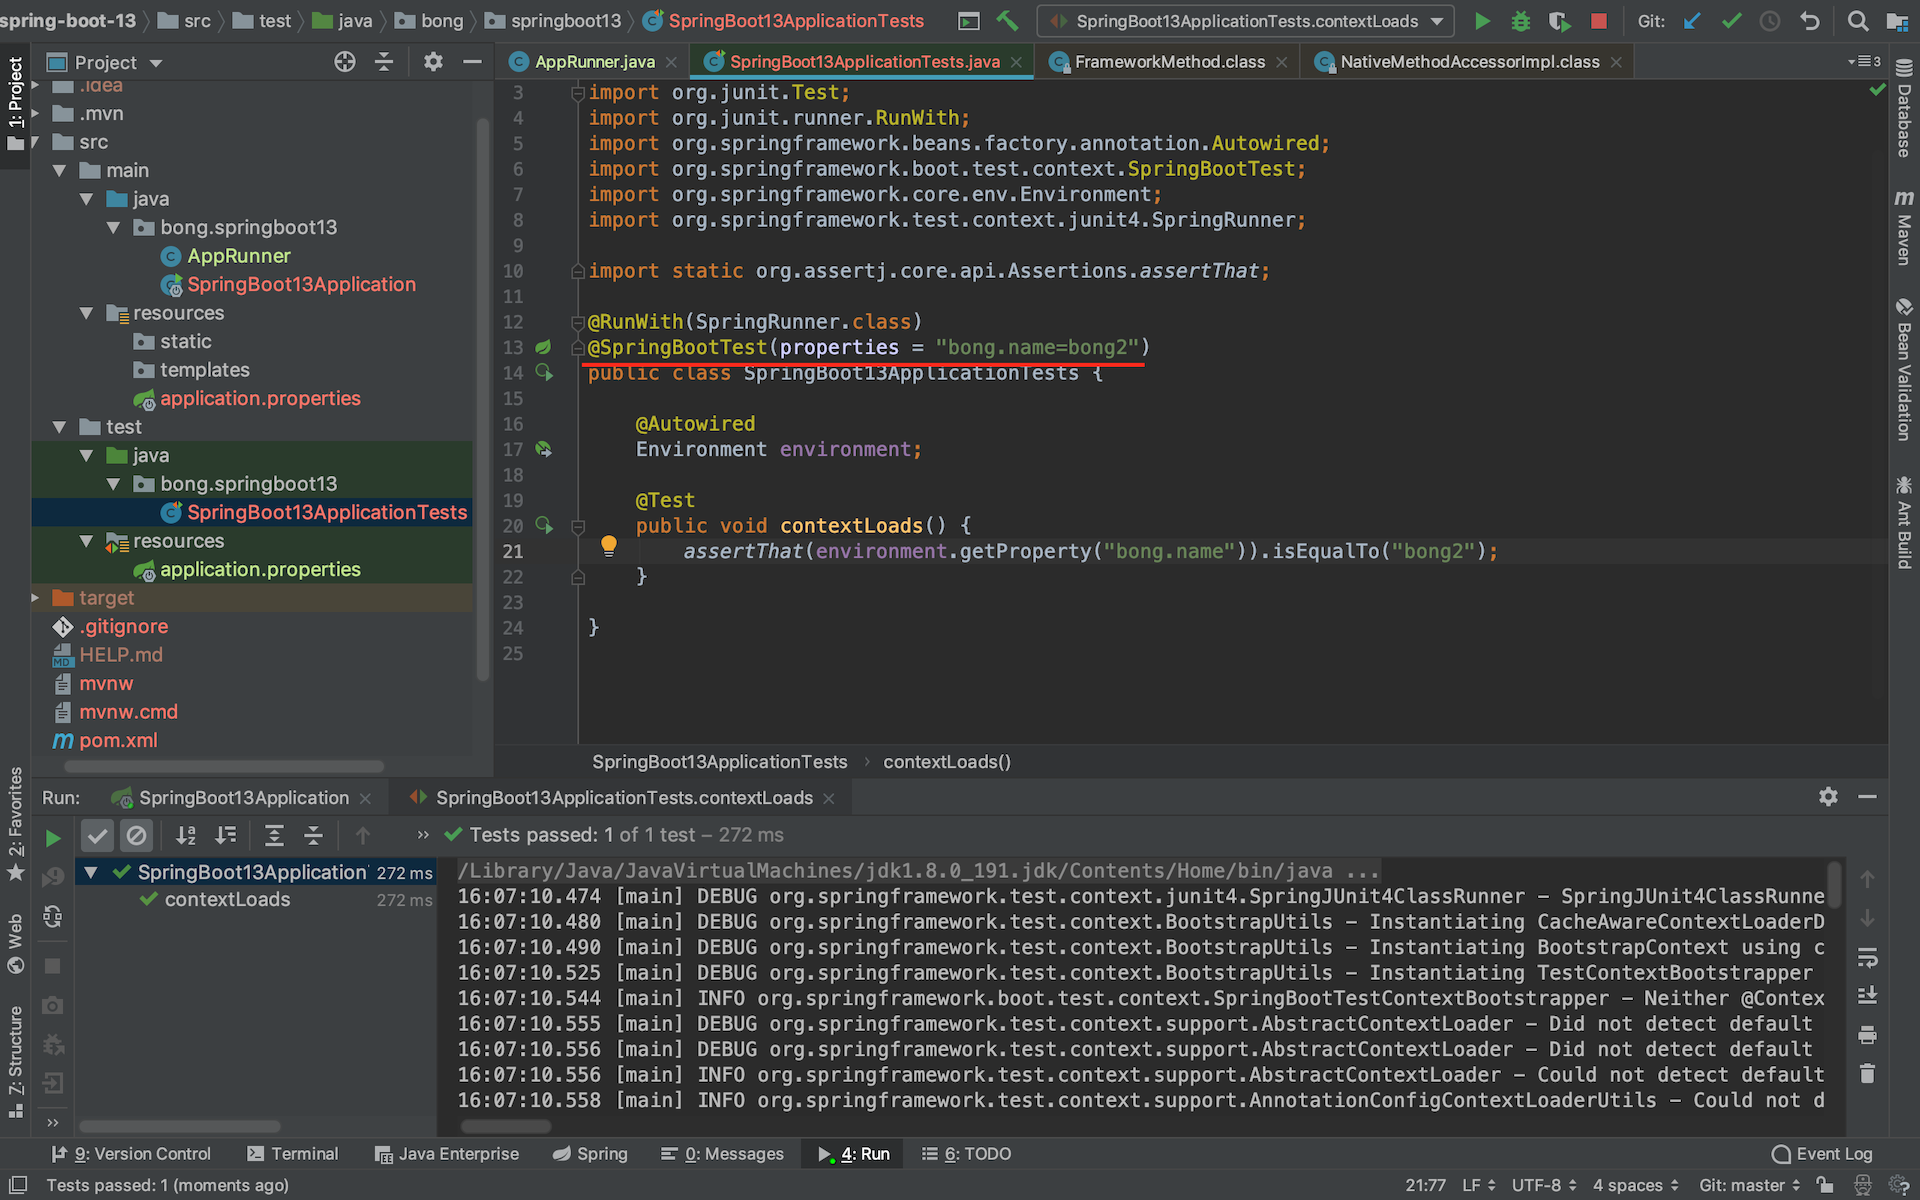 spring-boot-13 src test java bong springboot13 SpringBoot13ApplicationTests SpringBoot13ApplicationTests.contextLoads Git:
1: Project
Project
.idea
.mvn
src
main
java
bong.springboot13
AppRunner
SpringBoot13Application
resources
static
templates
application.properties
test
java
bong.springboot13
SpringBoot13ApplicationTests
resources
application.properties
target
.gitignore
HELP.md
mvnw
mvnw.cmd
pom.xml
AppRunner.java SpringBoot13ApplicationTests.java FrameworkMethod.class NativeMethodAccessorImpl.class 3
3 import org.junit.Test;
4 import org.junit.runner.RunWith;
5 import org.springframework.beans.factory.annotation.Autowired;
6 import org.springframework.boot.test.context.SpringBootTest;
7 import org.springframework.core.env.Environment;
8 import org.springframework.test.context.junit4.SpringRunner;
9
10 import static org.assertj.core.api.Assertions.assertThat;
11
12 @RunWith(SpringRunner.class)
13 @SpringBootTest(properties = "bong.name=bong2")
14 public class SpringBoot13ApplicationTests {
15
16 @Autowired
17 Environment environment;
18
19 @Test
20 public void contextLoads() {
21 assertThat(environment.getProperty("bong.name")).isEqualTo("bong2");
22 }
23
24 }
25
SpringBoot13ApplicationTests › contextLoads()
Database
Maven
Bean Validation
Ant Build
2: Favorites
Web
Z: Structure
Run: SpringBoot13Application SpringBoot13ApplicationTests.contextLoads
» Tests passed: 1 of 1 test – 272 ms
SpringBoot13Application 272 ms
contextLoads 272 ms
/Library/Java/JavaVirtualMachines/jdk1.8.0_191.jdk/Contents/Home/bin/java ...
16:07:10.474 [main] DEBUG org.springframework.test.context.junit4.SpringJUnit4ClassRunner – SpringJUnit4ClassRunne
16:07:10.480 [main] DEBUG org.springframework.test.context.BootstrapUtils – Instantiating CacheAwareContextLoaderD
16:07:10.490 [main] DEBUG org.springframework.test.context.BootstrapUtils – Instantiating BootstrapContext using c
16:07:10.525 [main] DEBUG org.springframework.test.context.BootstrapUtils – Instantiating TestContextBootstrapper
16:07:10.544 [main] INFO org.springframework.boot.test.context.SpringBootTestContextBootstrapper – Neither @Contex
16:07:10.555 [main] DEBUG org.springframework.test.context.support.AbstractContextLoader – Did not detect default
16:07:10.556 [main] DEBUG org.springframework.test.context.support.AbstractContextLoader – Did not detect default
16:07:10.556 [main] INFO org.springframework.test.context.support.AbstractContextLoader – Could not detect default
16:07:10.558 [main] INFO org.springframework.test.context.support.AnnotationConfigContextLoaderUtils – Could not d
9: Version Control Terminal Java Enterprise Spring 0: Messages 4: Run 6: TODO Event Log
Tests passed: 1 (moments ago) 21:77 LF UTF-8 4 spaces Git: master